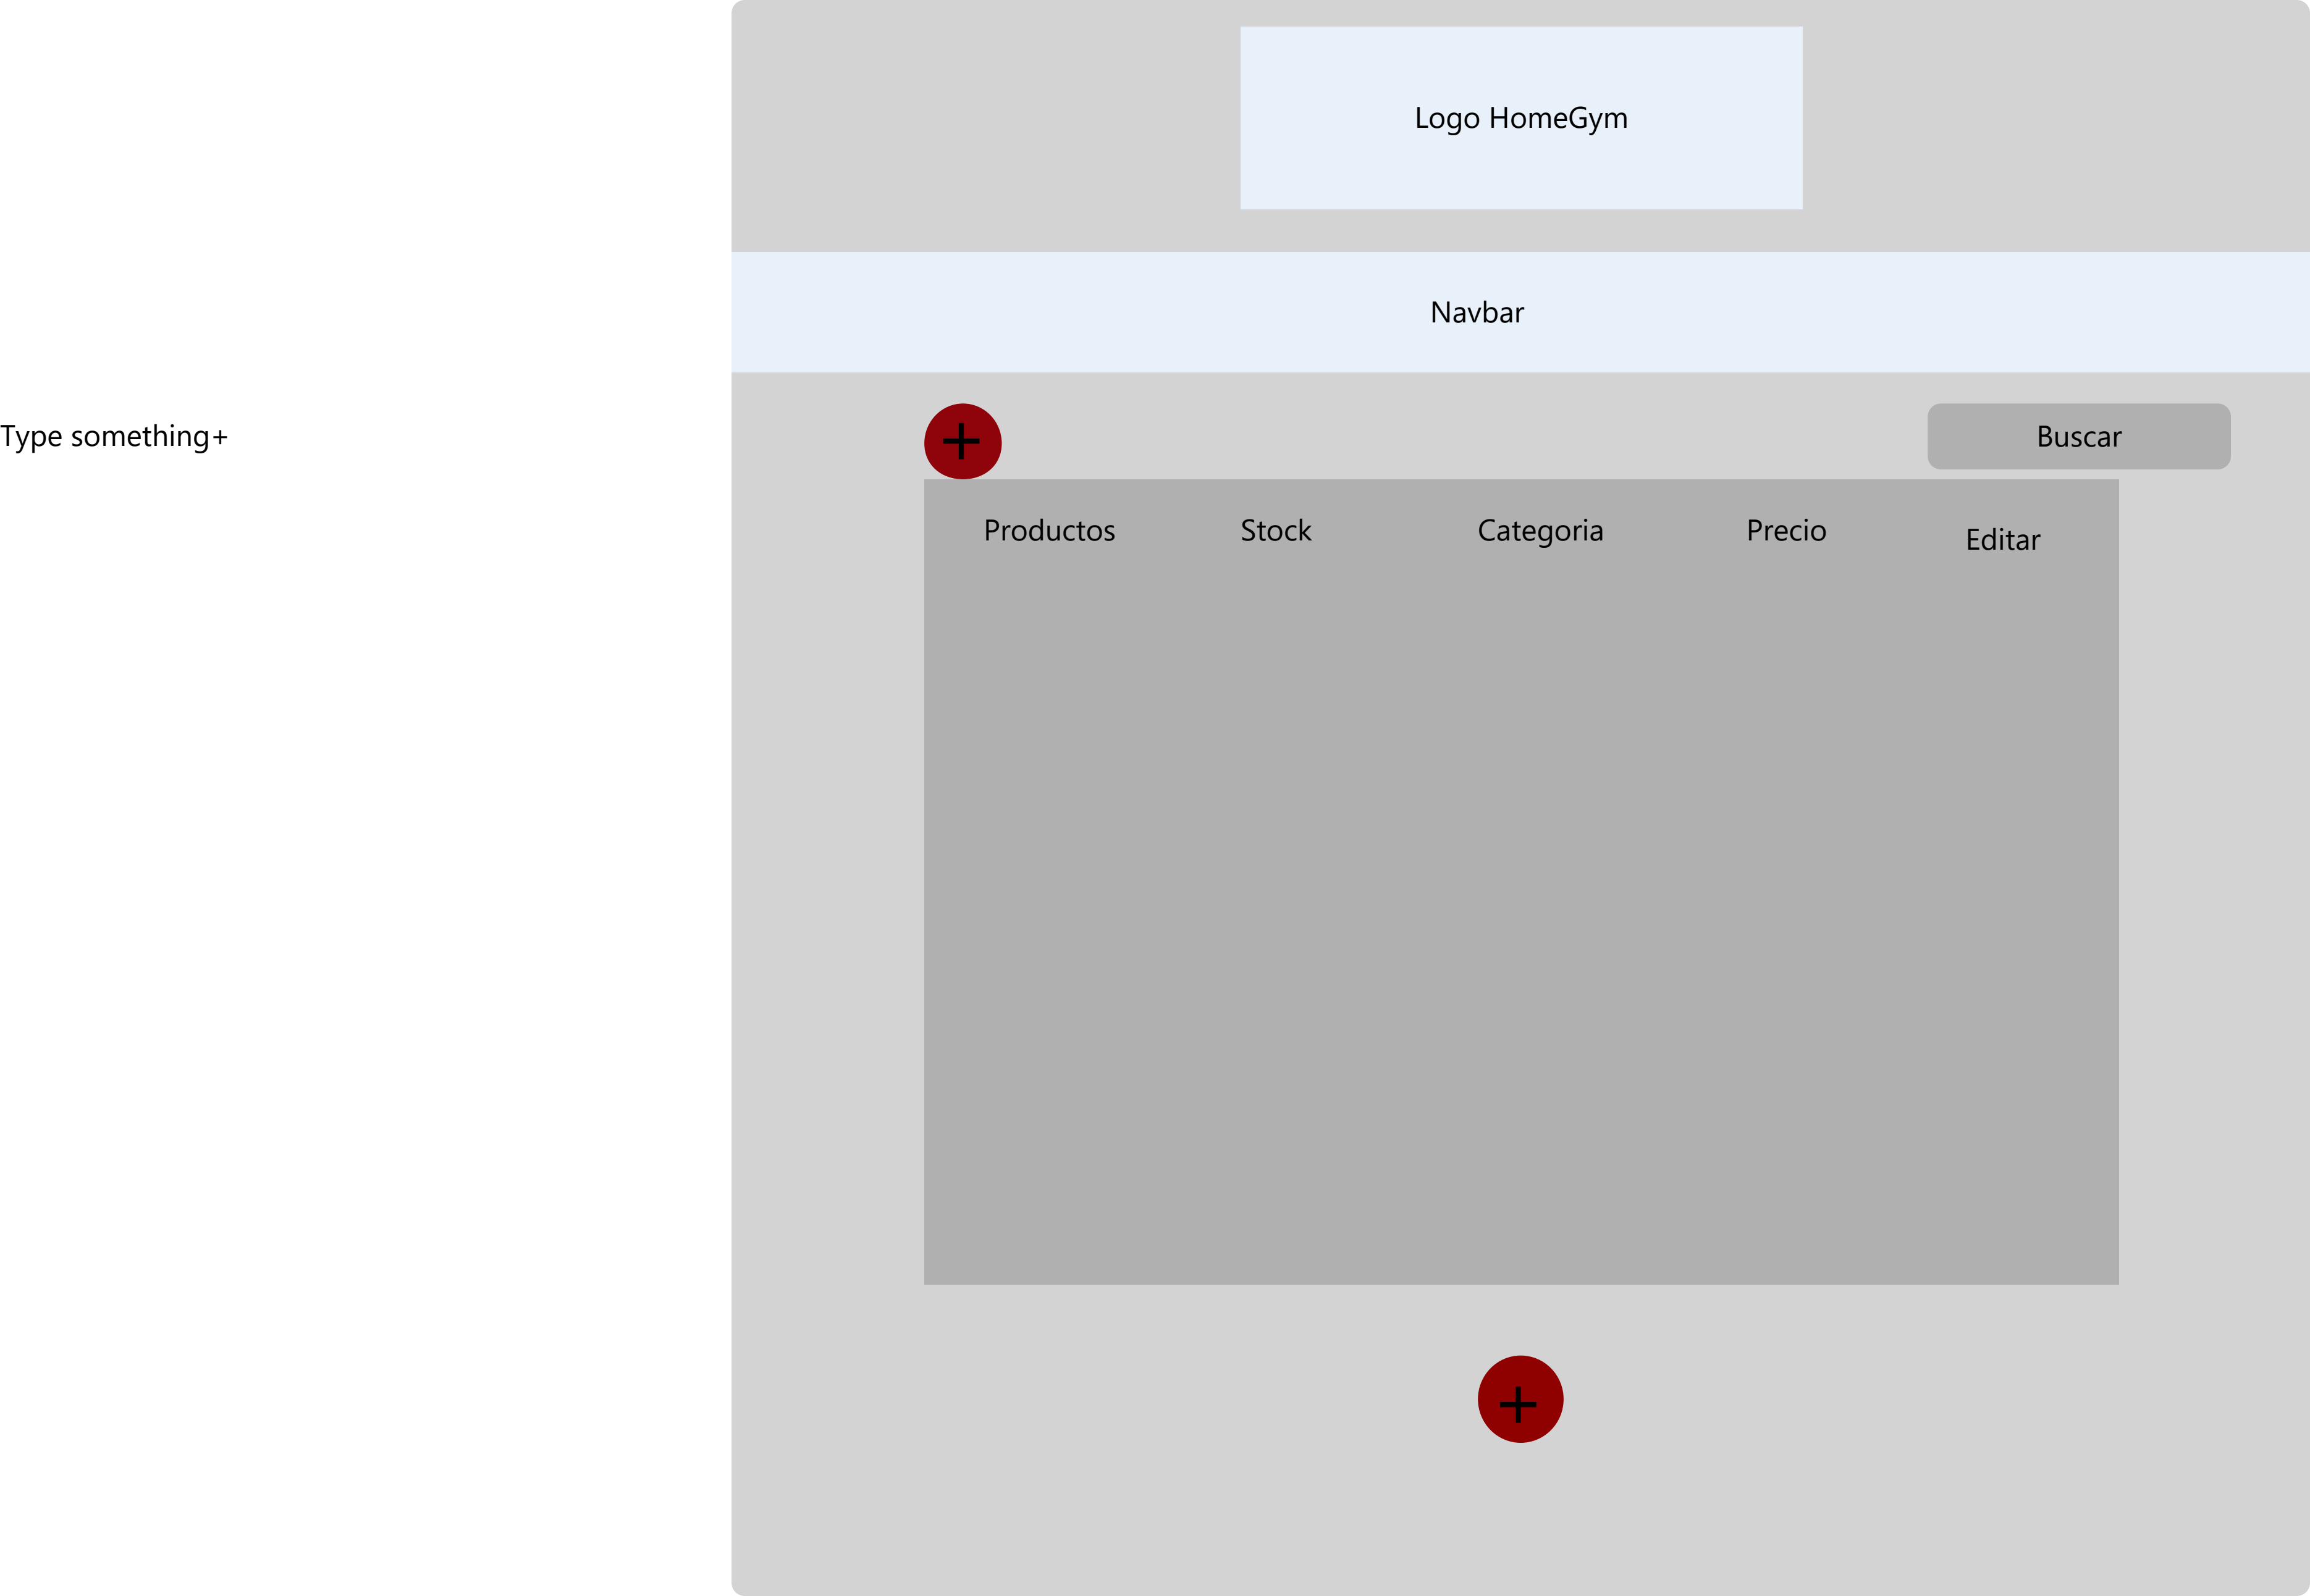 Logo HomeGym
Navbar
Type something+
+
Buscar
Productos Stock Categoria Precio Editar
+